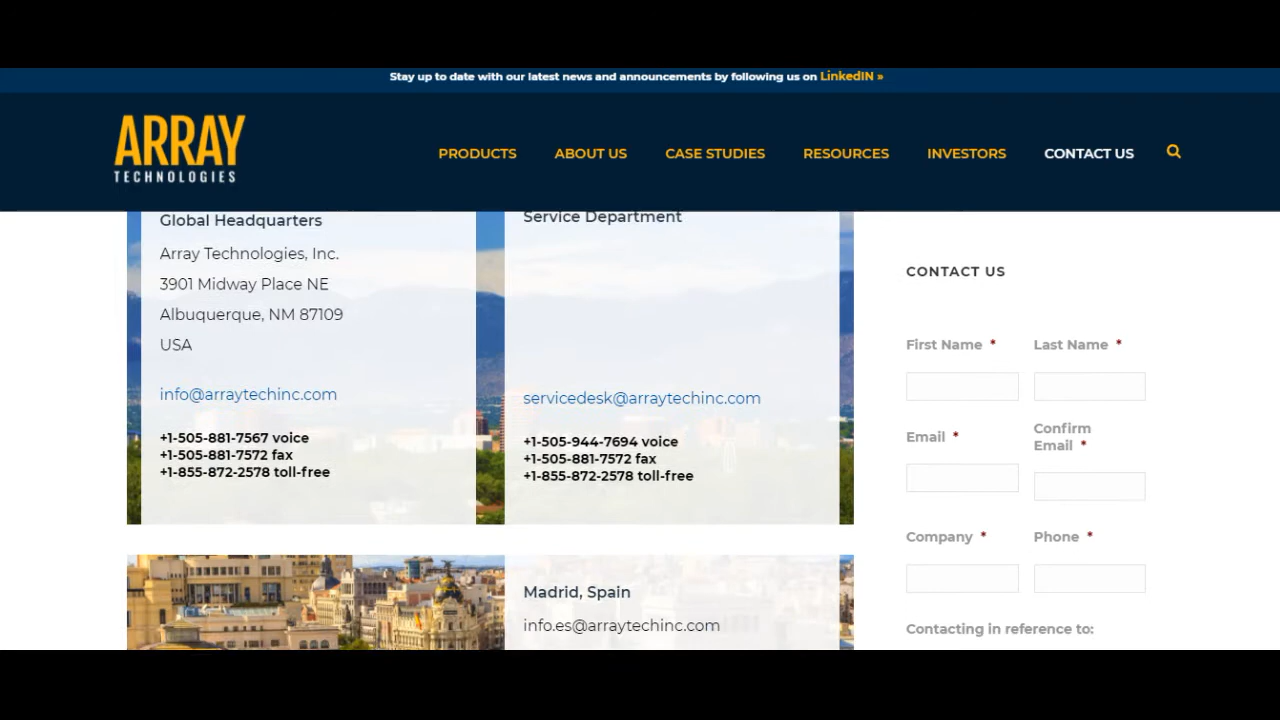 Stay up to date with our latest news and announcements by following us on LinkedIN »
ARRAY
TECHNOLOGIES
PRODUCTS ABOUT US CASE STUDIES RESOURCES INVESTORS CONTACT US
Global Headquarters
Array Technologies, Inc.
3901 Midway Place NE
Albuquerque, NM 87109
USA
info@arraytechinc.com
+1-505-881-7567 voice
+1-505-881-7572 fax
+1-855-872-2578 toll-free
Service Department
servicedesk@arraytechinc.com
+1-505-944-7694 voice
+1-505-881-7572 fax
+1-855-872-2578 toll-free
Madrid, Spain
info.es@arraytechinc.com
CONTACT US
First Name * Last Name *
Email * Confirm
Email *
Company * Phone *
Contacting in reference to: